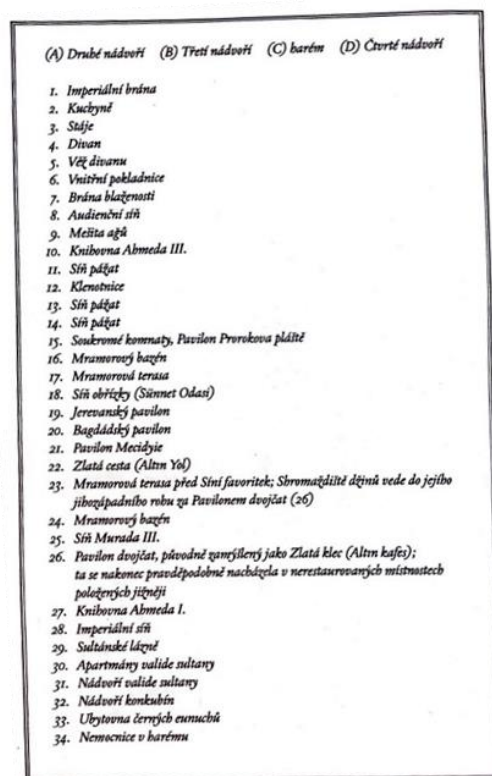 (A) Druhé nádvoří (B) Třetí nádvoří (C) harém (D) Čtvrté nádvoří
1. Imperiální brána
2. Kuchyně
3. Stáje
4. Divan
5. Věž divanu
6. Vnitřní pokladnice
7. Brána blaženosti
8. Audienční síň
9. Mešita agů
10. Knihovna Ahmeda III.
11. Síň pážat
12. Klenotnice
13. Síň pážat
14. Síň pážat
15. Soukromé komnaty, Pavilon Prorokova pláště
16. Mramorový bazén
17. Mramorová terasa
18. Síň obřízky (Sünnet Odasi)
19. Jerevanský pavilon
20. Bagdádský pavilon
21. Pavilon Mecidyie
22. Zlatá cesta (Altın Yol)
23. Mramorová terasa před Síní favoritek; Shromaždiště džinů vede do jejího
jihozápadního rohu za Pavilonem dvojčat (26)
24. Mramorový bazén
25. Síň Murada III.
26. Pavilon dvojčat, původně zamýšlený jako Zlatá klec (Altın kafes);
ta se nakonec pravděpodobně nacházela v nerestaurovaných místnostech
položených jižněji
27. Knihovna Ahmeda I.
28. Imperiální síň
29. Sultánské lázně
30. Apartmány valide sultany
31. Nádvoří valide sultany
32. Nádvoří konkubín
33. Ubytovna černých eunuchů
34. Nemocnice v harému